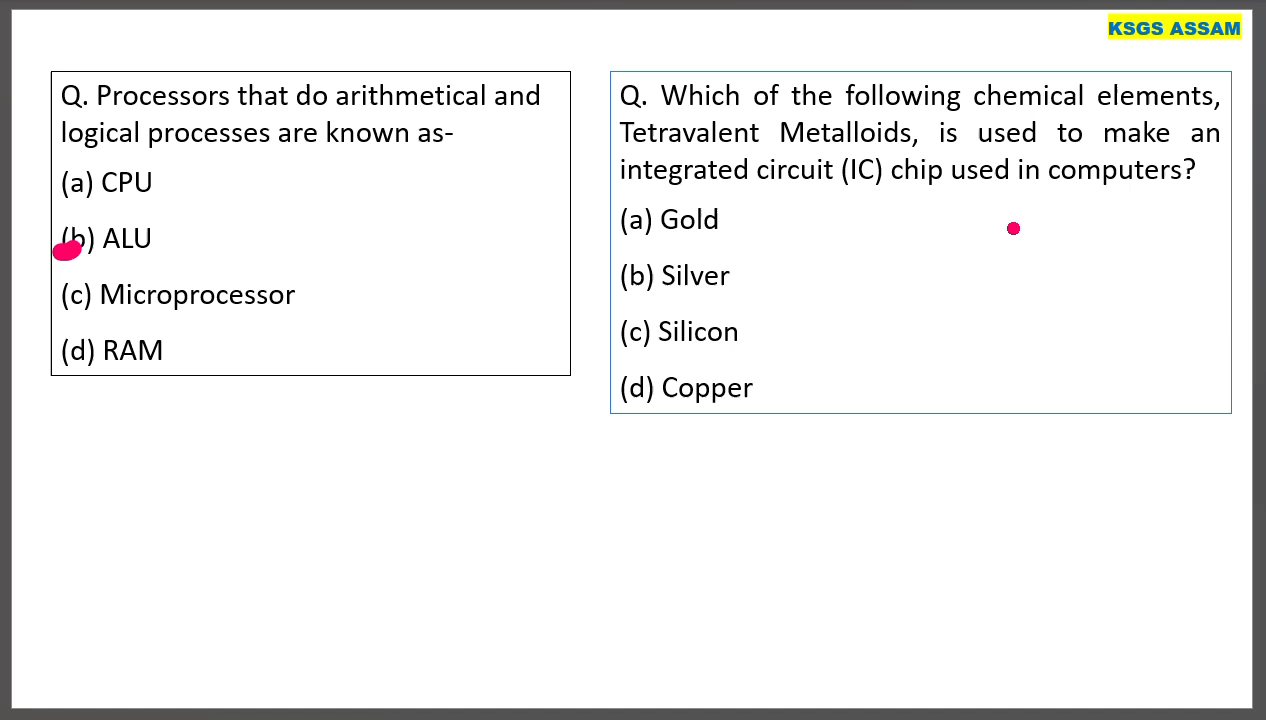 KSGS ASSAM
Q. Processors that do arithmetical and
logical processes are known as-
(a) CPU
(b) ALU
(c) Microprocessor
(d) RAM
Q. Which of the following chemical elements,
Tetravalent Metalloids, is used to make an
integrated circuit (IC) chip used in computers?
(a) Gold
(b) Silver
(c) Silicon
(d) Copper